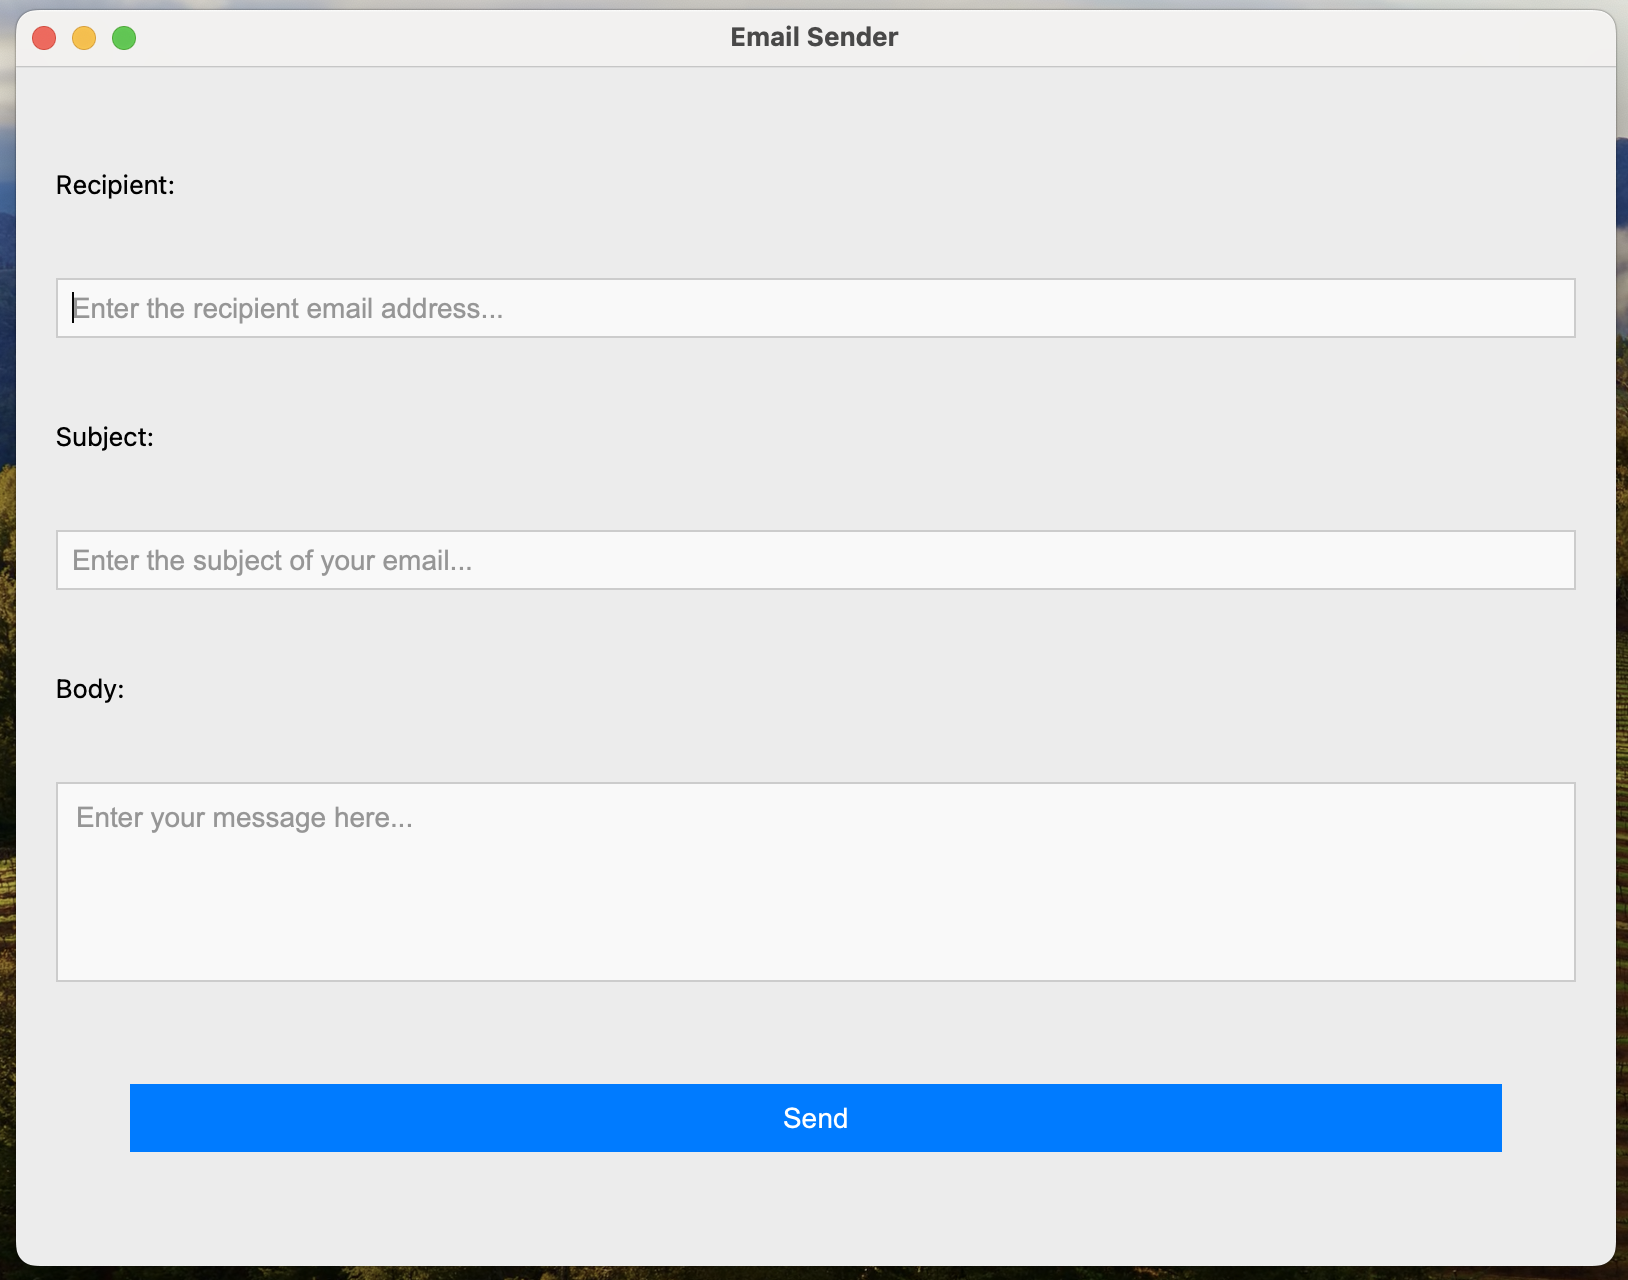 Email Sender
Recipient:
Enter the recipient email address...
Subject:
Enter the subject of your email...
Body:
Enter your message here...
Send